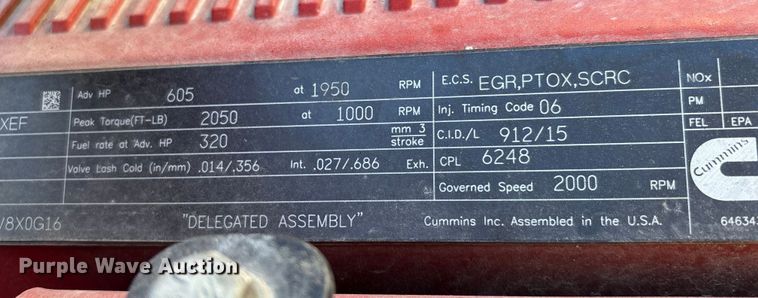 Adv HP 605 at 1950 RPM
Peak Torque(FT-LB) 2050 at 1000 RPM
Fuel rate at Adv. HP 320 mm 3 stroke
Valve Lash Cold (in/mm) .014/.356 Int. .027/.686 Exh.
E.C.S. EGR,PTOX,SCRC
Inj. Timing Code 06
C.I.D./L 912/15
CPL 6248
Governed Speed 2000 RPM
NOx
PM
FEL EPA
Cummins
XEF
/8X0G16 "DELEGATED ASSEMBLY" Cummins Inc. Assembled in the U.S.A.
Purple Wave Auction